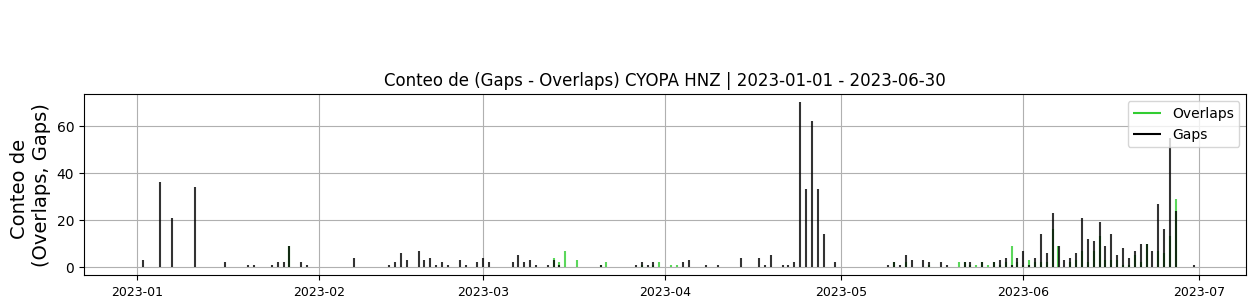 Conteo de (Gaps - Overlaps) CYOPA HNZ | 2023-01-01 - 2023-06-30
Conteo de
(Overlaps, Gaps)
60
40
20
0
Overlaps
Gaps
2023-01
2023-02
2023-03
2023-04
2023-05
2023-06
2023-07